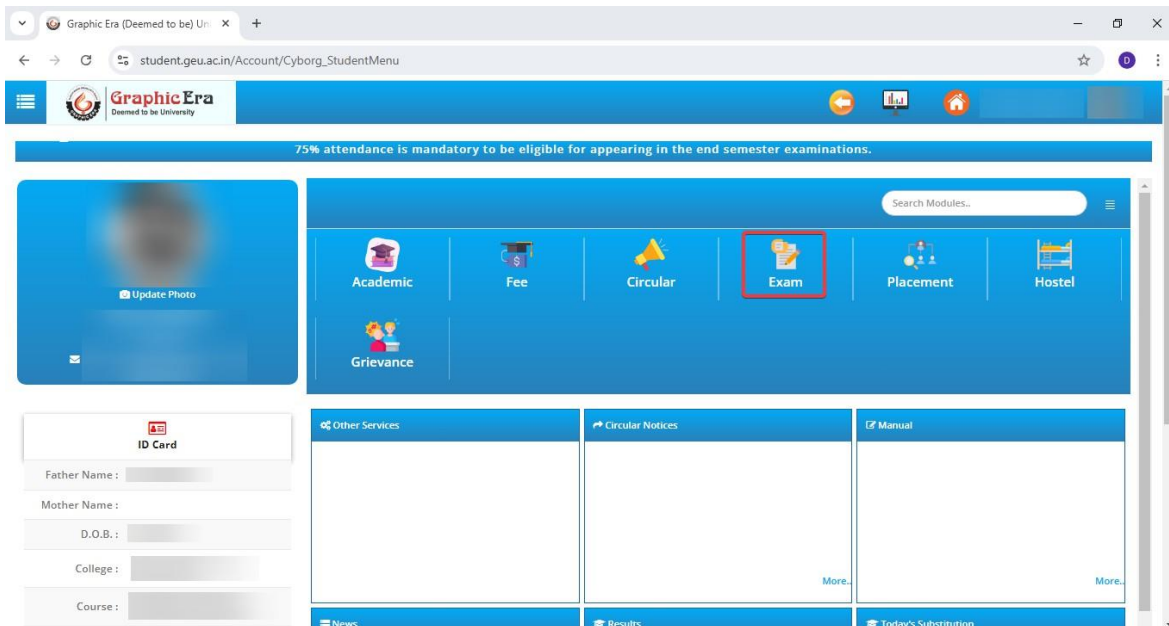 Graphic Era (Deemed to be) Un
student.geu.ac.in/Account/Cyborg_StudentMenu
D
Graphic Era
Deemed to be University
75% attendance is mandatory to be eligible for appearing in the end semester examinations.
Search Modules..
Update Photo
Academic
Fee
Circular
Exam
Placement
Hostel
Grievance
ID Card
Father Name :
Mother Name :
D.O.B. :
College :
Course :
Other Services
Circular Notices
More..
Manual
More..
News
Results
Today's Substitution